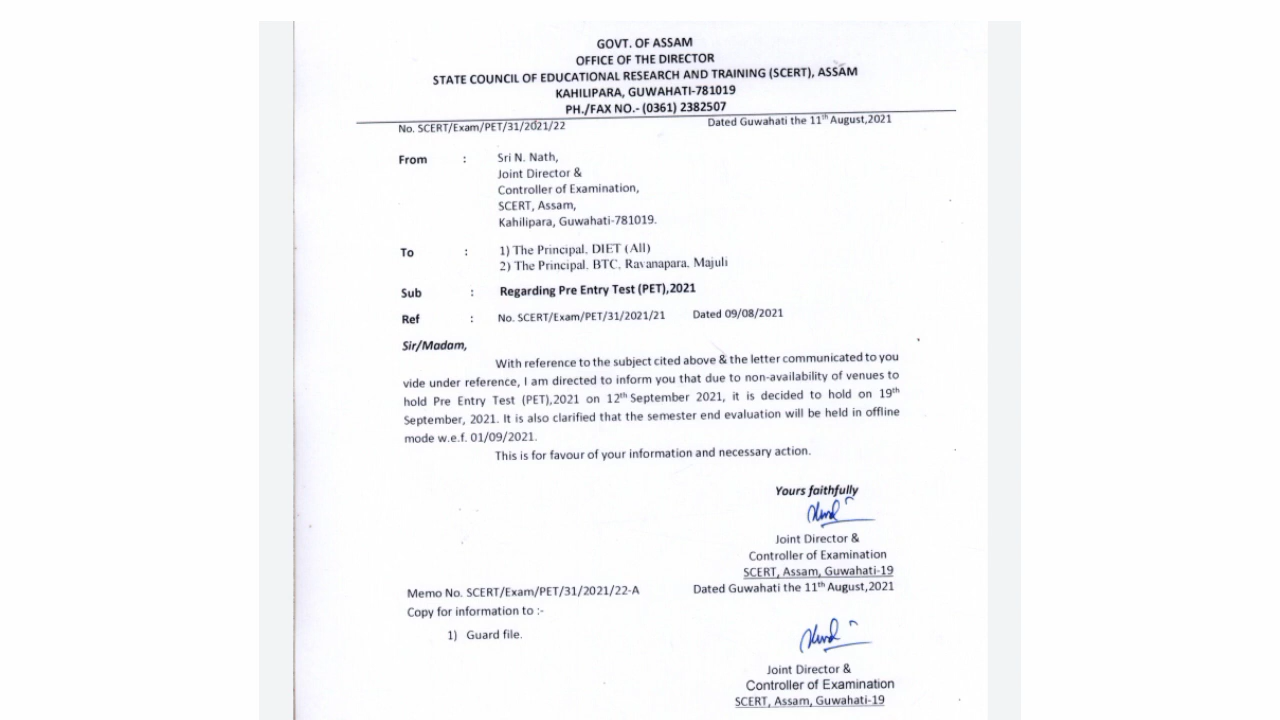 GOVT. OF ASSAM
OFFICE OF THE DIRECTOR
STATE COUNCIL OF EDUCATIONAL RESEARCH AND TRAINING (SCERT), ASSAM
KAHILIPARA, GUWAHATI-781019
PH./FAX NO.- (0361) 2382507
No. SCERT/Exam/PET/31/2021/22 Dated Guwahati the 11th August,2021
From : Sri N. Nath,
Joint Director &
Controller of Examination,
SCERT, Assam,
Kahilipara, Guwahati-781019.
To : 1) The Principal. DIET (All)
2) The Principal. BTC. Ravanapara. Majuli
Sub : Regarding Pre Entry Test (PET),2021
Ref : No. SCERT/Exam/PET/31/2021/21 Dated 09/08/2021
Sir/Madam,
With reference to the subject cited above & the letter communicated to you
vide under reference, I am directed to inform you that due to non-availability of venues to
hold Pre Entry Test (PET),2021 on 12th September 2021, it is decided to hold on 19th
September, 2021. It is also clarified that the semester end evaluation will be held in offline
mode w.e.f. 01/09/2021.
This is for favour of your information and necessary action.
Yours faithfully
Joint Director &
Controller of Examination
SCERT, Assam, Guwahati-19
Memo No. SCERT/Exam/PET/31/2021/22-A Dated Guwahati the 11th August,2021
Copy for information to :-
1) Guard file.
Joint Director &
Controller of Examination
SCERT, Assam, Guwahati-19